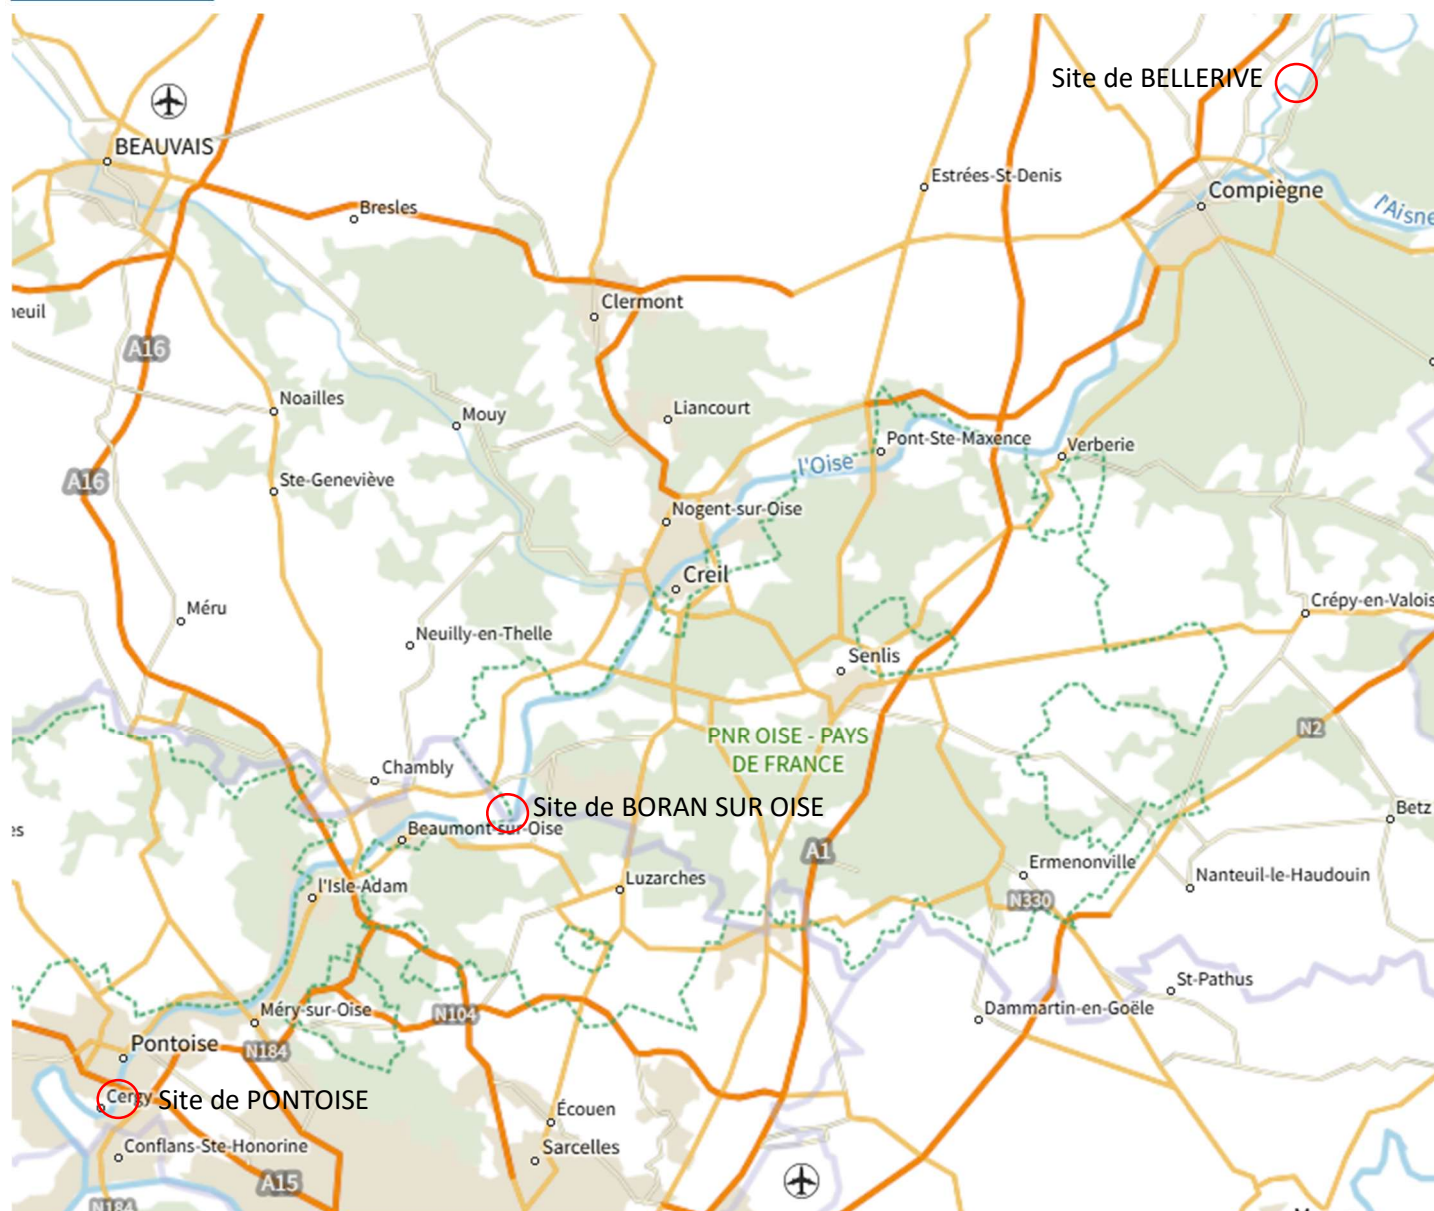 Site de BELLERIVE
BEAUVAIS
Estrées-St-Denis
Compiègne
Bresles
l'Aisne
Clermont
neuil
A16
Noailles
Mouy
Liancourt
Pont-Ste-Maxence
Verberie
l'Oise
A16
Ste-Geneviève
Nogent-sur-Oise
Creil
Méru
Neuilly-en-Thelle
Crépy-en-Valois
Senlis
N2
PNR OISE - PAYS
DE FRANCE
Chambly
Site de BORAN SUR OISE
Betz
es
Beaumont-sur-Oise
A1
Ermenonville
Nanteuil-le-Haudouin
l'Isle-Adam
Luzarches
N330
St-Pathus
Méry-sur-Oise
N104
Dammartin-en-Goële
Pontoise
N184
Cergy
Site de PONTOISE
Écouen
Conflans-Ste-Honorine
Sarcelles
A15
N184